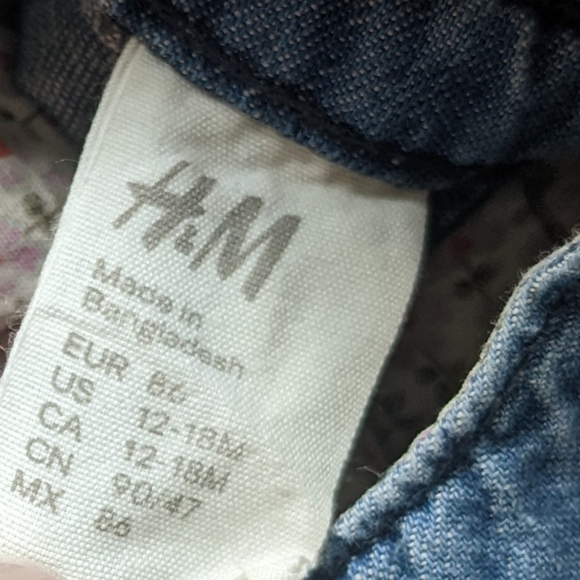 H&M
Made in
Bangladesh
EUR 86
US 12-18M
CA 12-18M
CN 90/47
MX 86